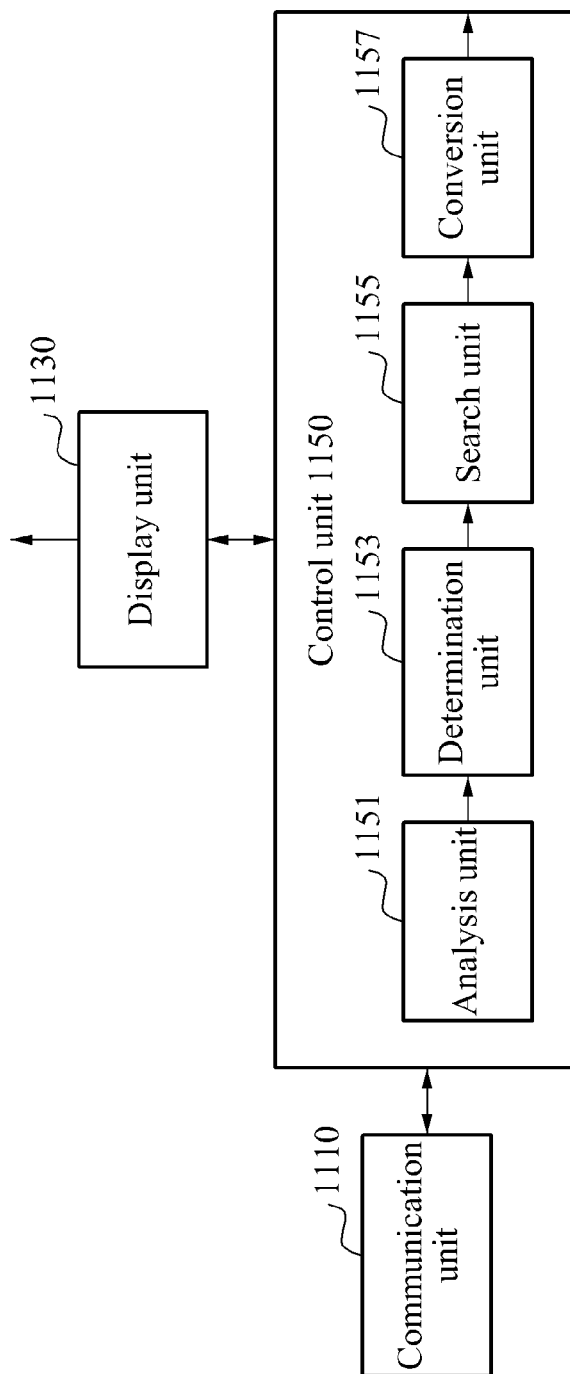 1130
Display unit
Control unit 1150
1110
Communication
unit
1151
Analysis unit
1153
Determination
unit
1155
Search unit
1157
Conversion
unit